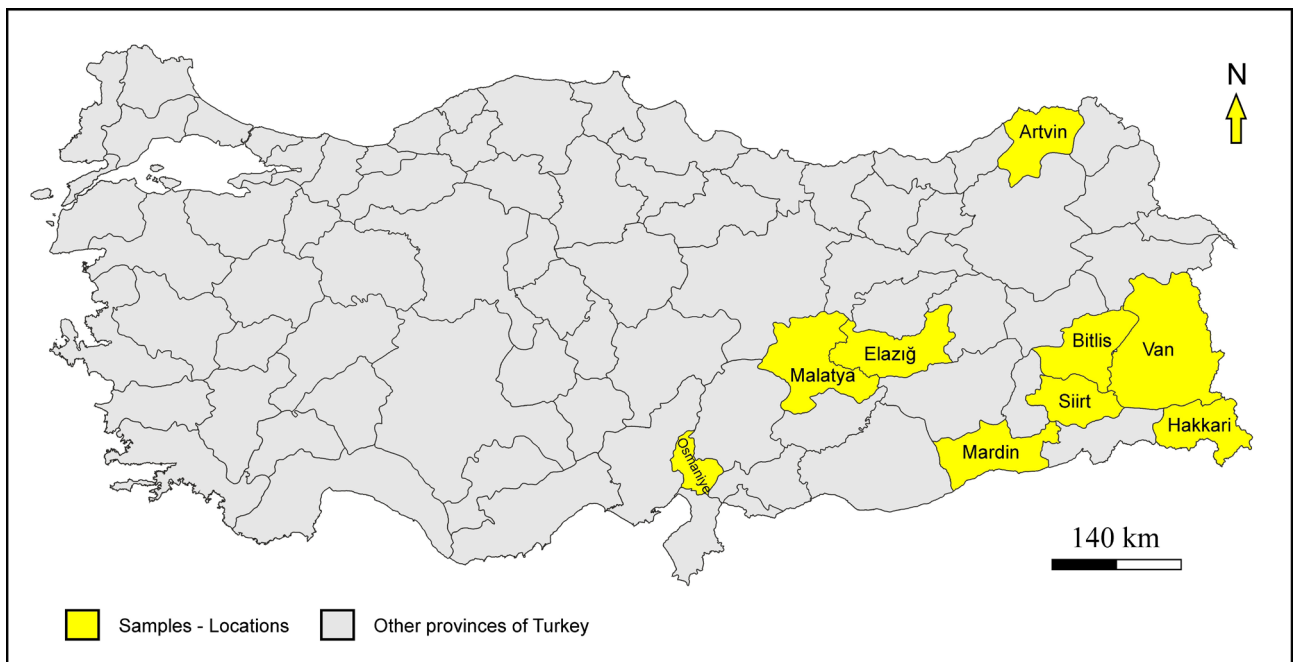 N
Artvin
Bitlis
Van
Elazığ
Malatya
Siirt
Hakkari
Mardin
Osmaniye
140 km
Samples - Locations
Other provinces of Turkey